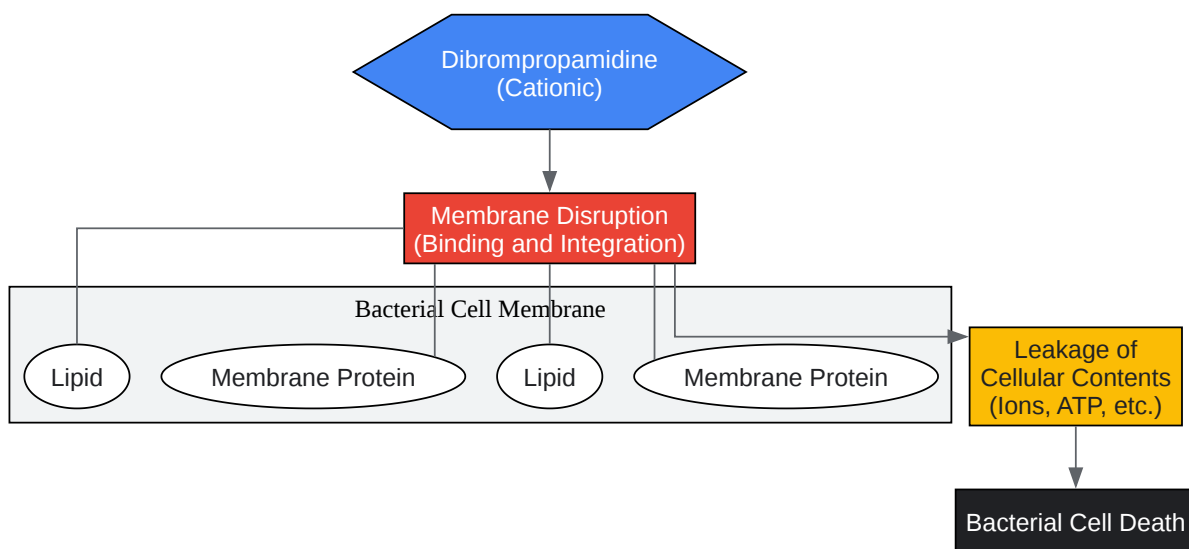 Dibrompropamidine
(Cationic)
Membrane Disruption
(Binding and Integration)
Bacterial Cell Membrane
Lipid
Membrane Protein
Lipid
Membrane Protein
Leakage of
Cellular Contents
(Ions, ATP, etc.)
Bacterial Cell Death